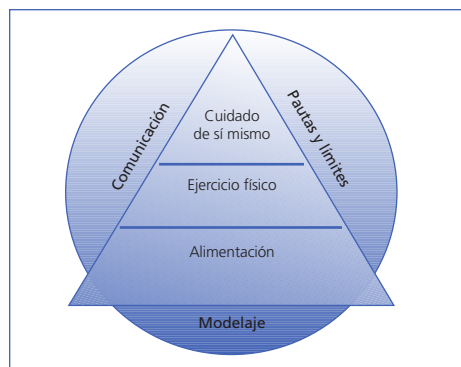 Comunicación
Pautas y límites
Cuidado
de sí mismo
Ejercicio físico
Alimentación
Modelaje